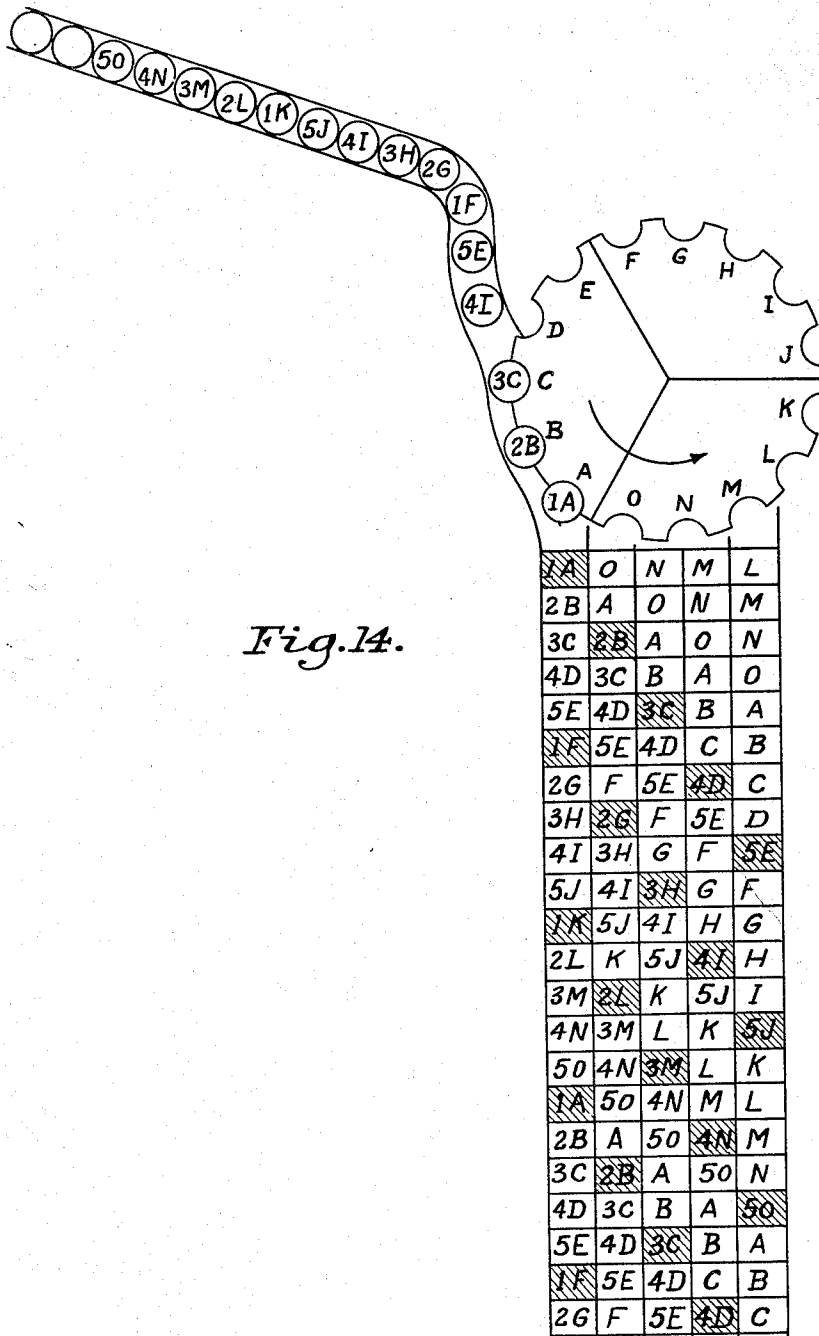 5O 4N 3M 2L 1K 5J 4I 3H 2G
1F
5E
4I
3C
2B
1A
A B C D E F G H I J K L M N O
Fig.14.
1A O N M L
2B A O N M
3C 2B A O N
4D 3C B A O
5E 4D 3C B A
1F 5E 4D C B
2G F 5E 4D C
3H 2G F 5E D
4I 3H G F 5E
5J 4I 3H G F
1K 5J 4I H G
2L K 5J 4I H
3M 2L K 5J I
4N 3M L K 5J
5O 4N 3M L K
1A 5O 4N M L
2B A 5O 4N M
3C 2B A 5O N
4D 3C B A 5O
5E 4D 3C B A
1F 5E 4D C B
2G F 5E 4D C